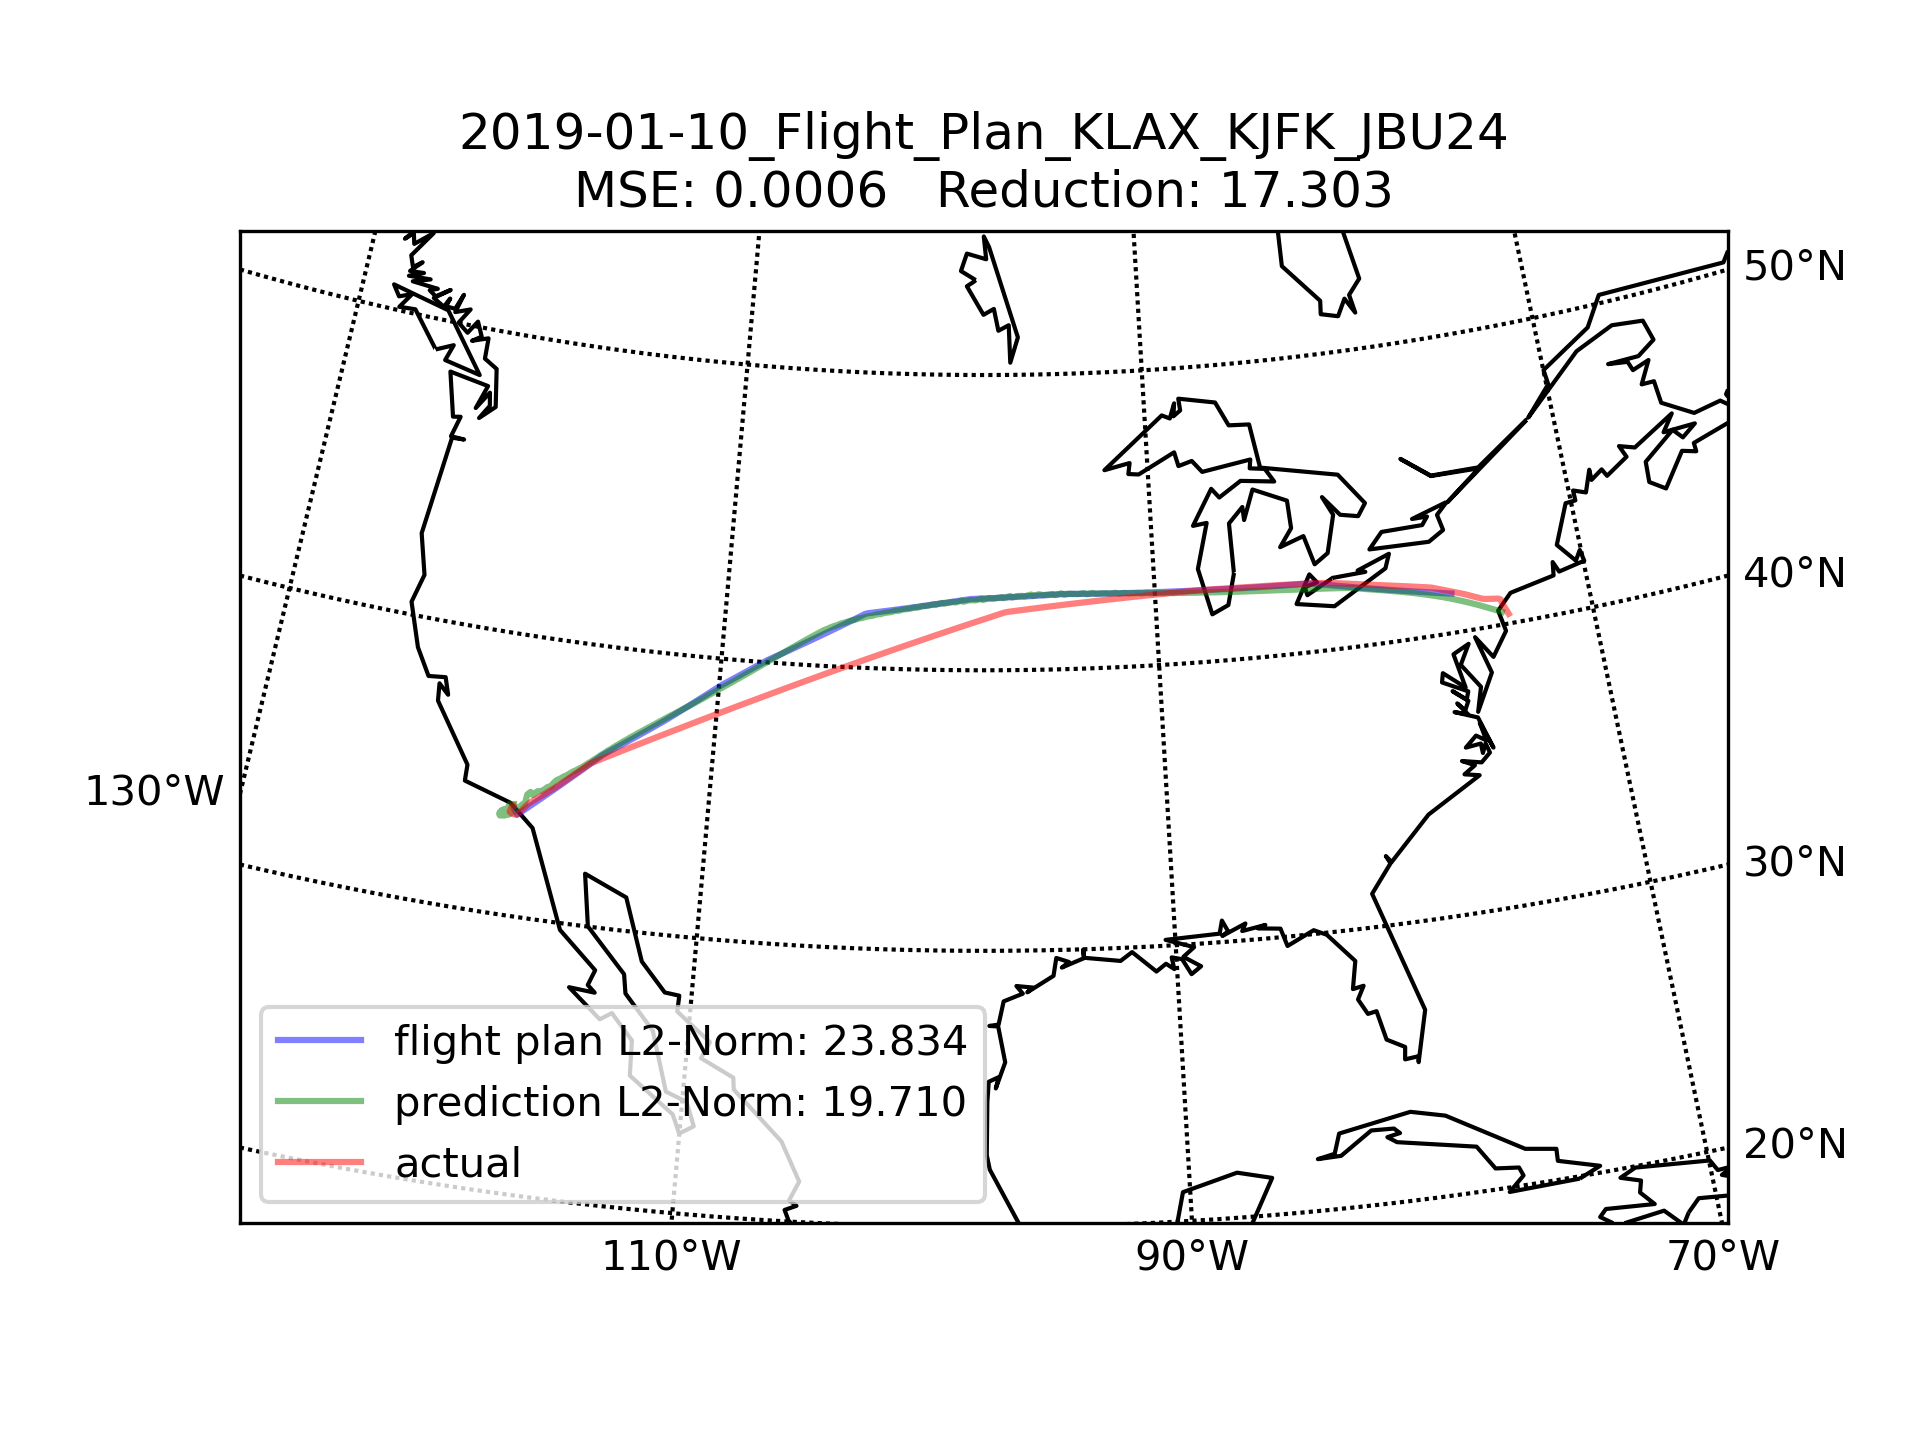 2019-01-10_Flight_Plan_KLAX_KJFK_JBU24
MSE: 0.0006   Reduction: 17.303
50°N
40°N
130°W
30°N
flight plan L2-Norm: 23.834
prediction L2-Norm: 19.710
20°N
actual
110°W
90°W
70°W